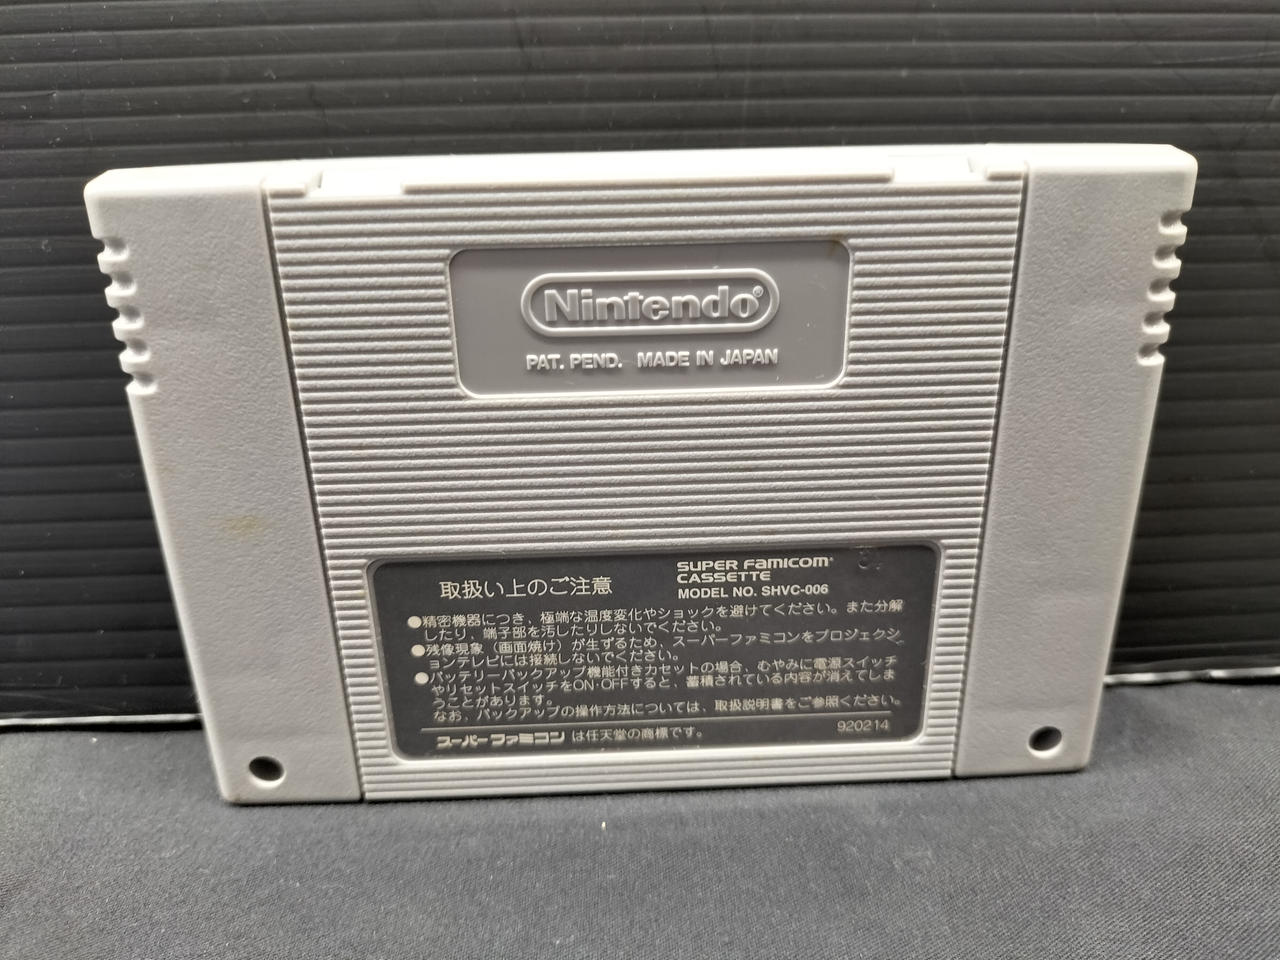 Nintendo®
PAT. PEND. MADE IN JAPAN
取扱い上のご注意
SUPER FAMICOM®
CASSETTE
MODEL NO. SHVC-006
●精密機器につき、極端な温度変化やショックを避けてください。また分解
したり、端子部を汚したりしないでください。
●残像現象（画面焼け）が生ずるため、スーパーファミコンをプロジェクシ
ョンテレビには接続しないでください。
●バッテリーバックアップ機能付きカセットの場合、むやみに電源スイッチ
やリセットスイッチをON·OFFすると、蓄積されている内容が消えてしま
うことがあります。
なお、バックアップの操作方法については、取扱説明書をご参照ください。
スーパーファミコン は任天堂の商標です。
920214